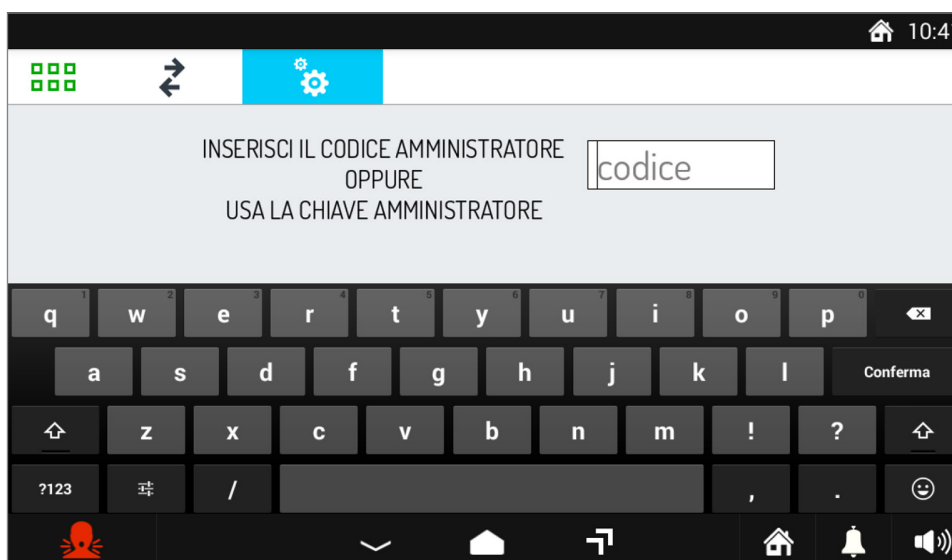 10:4
INSERISCI IL CODICE AMMINISTRATORE
OPPURE
USA LA CHIAVE AMMINISTRATORE
codice
1 2 3 4 5 6 7 8 9 0
q w e r t y u i o p
a s d f g h j k l Conferma
z x c v b n m ! ?
?123 / , .